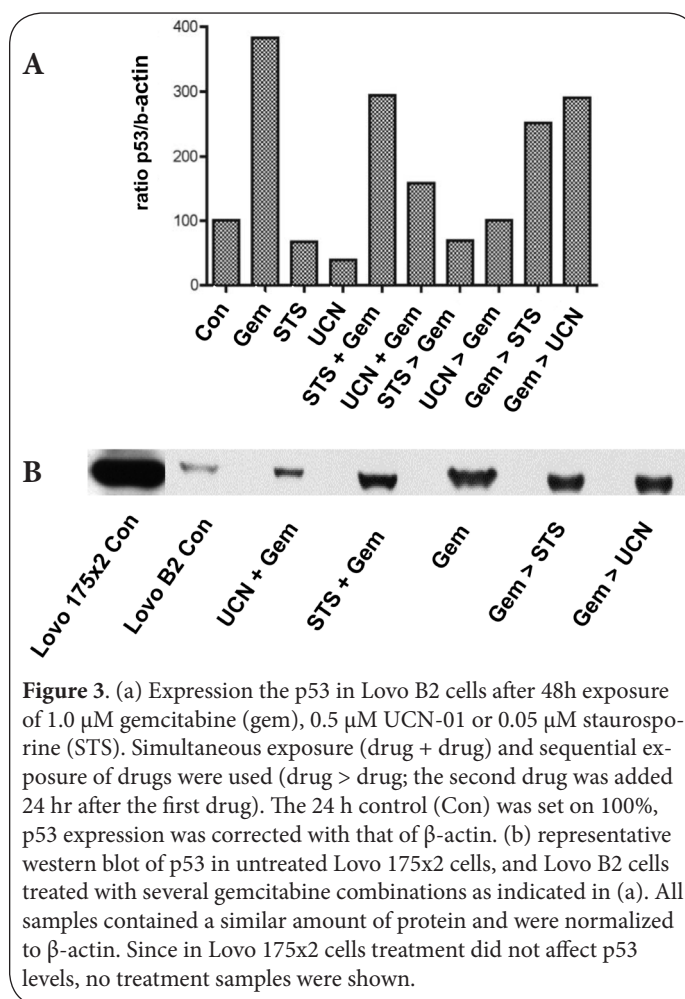 A
ratio p53/b-actin
400
300
200
100
0
Con
Gem
STS
UCN
STS + Gem
UCN + Gem
STS > Gem
UCN > Gem
Gem > STS
Gem > UCN
B
Lovo 175x2 Con
Lovo B2 Con
UCN + Gem
STS + Gem
Gem
Gem > STS
Gem > UCN
Figure 3. (a) Expression the p53 in Lovo B2 cells after 48h exposure
of 1.0 μM gemcitabine (gem), 0.5 μM UCN-01 or 0.05 μM staurospo-
rine (STS). Simultaneous exposure (drug + drug) and sequential ex-
posure of drugs were used (drug > drug; the second drug was added
24 hr after the first drug). The 24 h control (Con) was set on 100%,
p53 expression was corrected with that of β-actin. (b) representative
western blot of p53 in untreated Lovo 175x2 cells, and Lovo B2 cells
treated with several gemcitabine combinations as indicated in (a). All
samples contained a similar amount of protein and were normalized
to β-actin. Since in Lovo 175x2 cells treatment did not affect p53
levels, no treatment samples were shown.